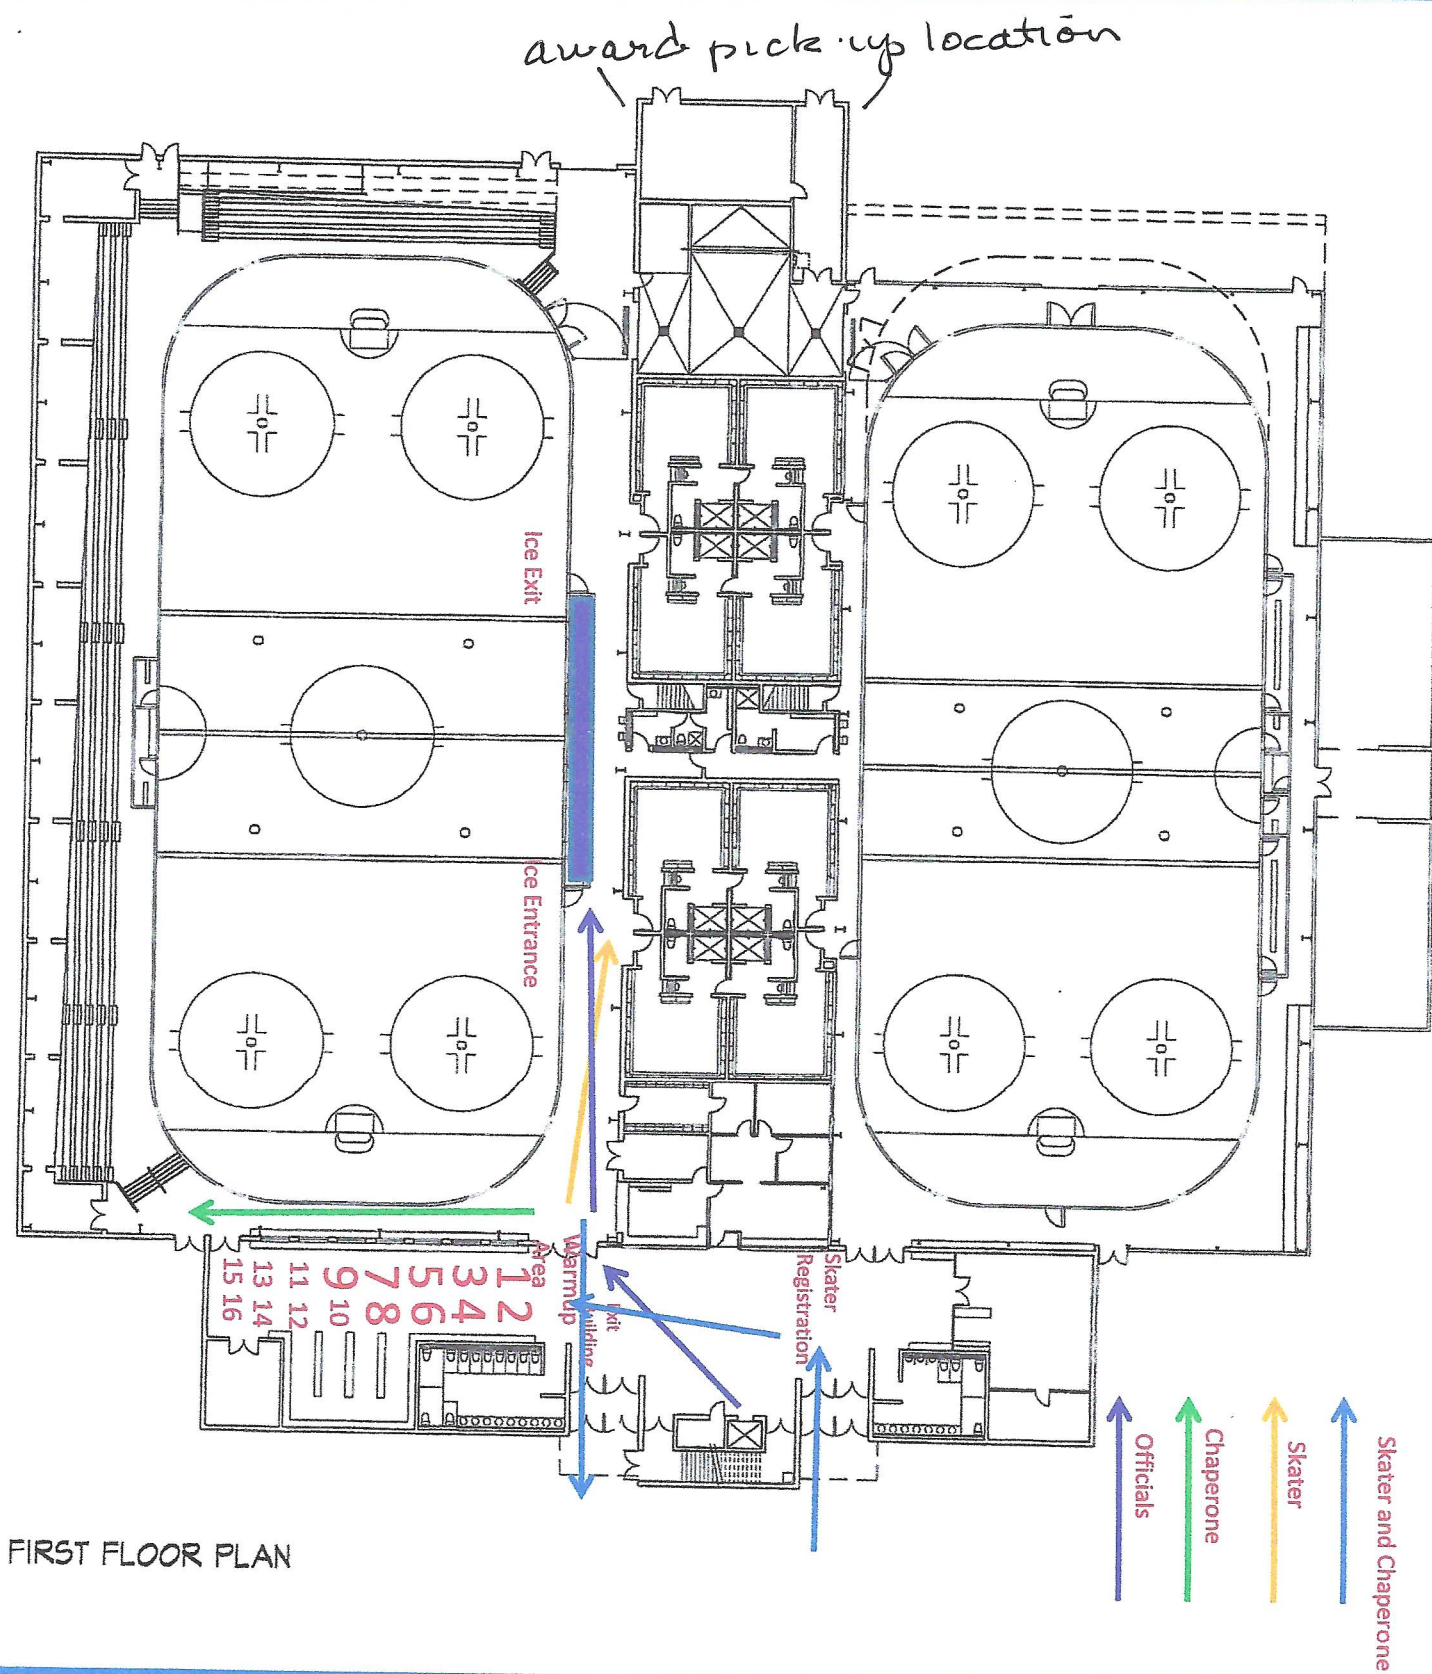 award pick-up location
Ice Exit
Ice Entrance
Warmup
Area
Skater
Registration
Exit
Building
1 2
3 4
5 6
7 8
9 10
11 12
13 14
15 16
Skater and Chaperone
Skater
Chaperone
Officials
FIRST FLOOR PLAN